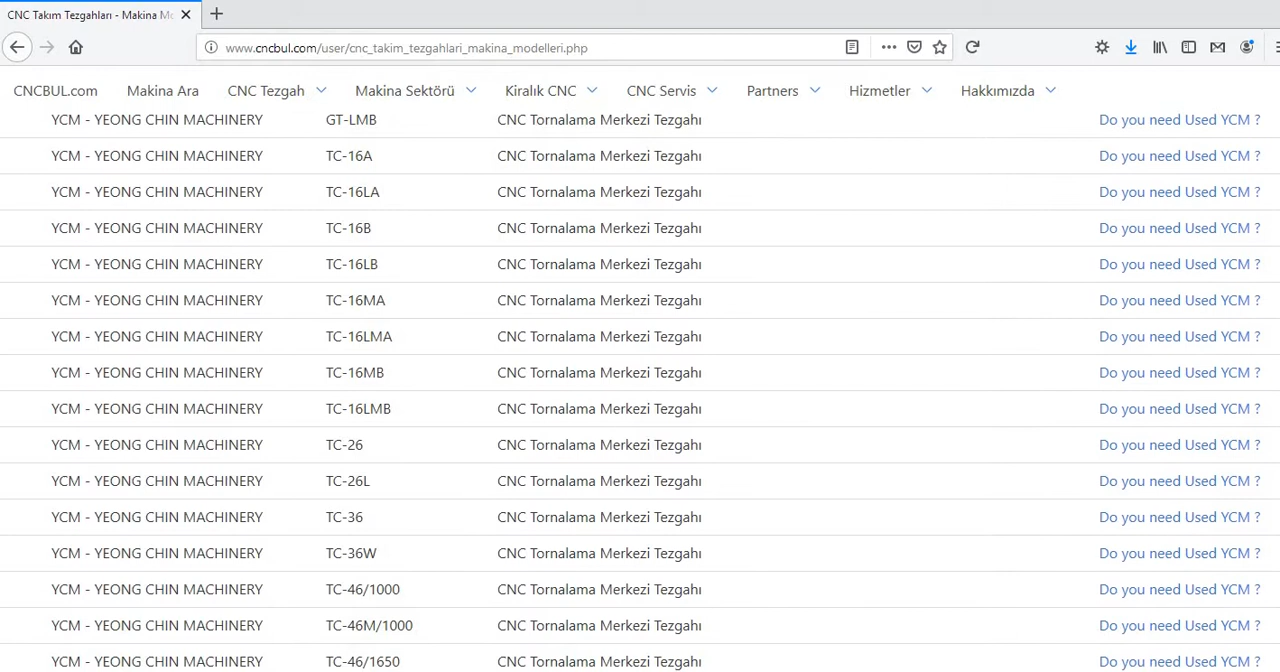 CNC Takım Tezgahları - Makina Mo
www.cncbul.com/user/cnc_takim_tezgahlari_makina_modelleri.php
CNCBUL.com Makina Ara CNC Tezgah Makina Sektörü Kiralık CNC CNC Servis Partners Hizmetler Hakkımızda
YCM - YEONG CHIN MACHINERY GT-LMB CNC Tornalama Merkezi Tezgahı Do you need Used YCM ?
YCM - YEONG CHIN MACHINERY TC-16A CNC Tornalama Merkezi Tezgahı Do you need Used YCM ?
YCM - YEONG CHIN MACHINERY TC-16LA CNC Tornalama Merkezi Tezgahı Do you need Used YCM ?
YCM - YEONG CHIN MACHINERY TC-16B CNC Tornalama Merkezi Tezgahı Do you need Used YCM ?
YCM - YEONG CHIN MACHINERY TC-16LB CNC Tornalama Merkezi Tezgahı Do you need Used YCM ?
YCM - YEONG CHIN MACHINERY TC-16MA CNC Tornalama Merkezi Tezgahı Do you need Used YCM ?
YCM - YEONG CHIN MACHINERY TC-16LMA CNC Tornalama Merkezi Tezgahı Do you need Used YCM ?
YCM - YEONG CHIN MACHINERY TC-16MB CNC Tornalama Merkezi Tezgahı Do you need Used YCM ?
YCM - YEONG CHIN MACHINERY TC-16LMB CNC Tornalama Merkezi Tezgahı Do you need Used YCM ?
YCM - YEONG CHIN MACHINERY TC-26 CNC Tornalama Merkezi Tezgahı Do you need Used YCM ?
YCM - YEONG CHIN MACHINERY TC-26L CNC Tornalama Merkezi Tezgahı Do you need Used YCM ?
YCM - YEONG CHIN MACHINERY TC-36 CNC Tornalama Merkezi Tezgahı Do you need Used YCM ?
YCM - YEONG CHIN MACHINERY TC-36W CNC Tornalama Merkezi Tezgahı Do you need Used YCM ?
YCM - YEONG CHIN MACHINERY TC-46/1000 CNC Tornalama Merkezi Tezgahı Do you need Used YCM ?
YCM - YEONG CHIN MACHINERY TC-46M/1000 CNC Tornalama Merkezi Tezgahı Do you need Used YCM ?
YCM - YEONG CHIN MACHINERY TC-46/1650 CNC Tornalama Merkezi Tezgahı Do you need Used YCM ?